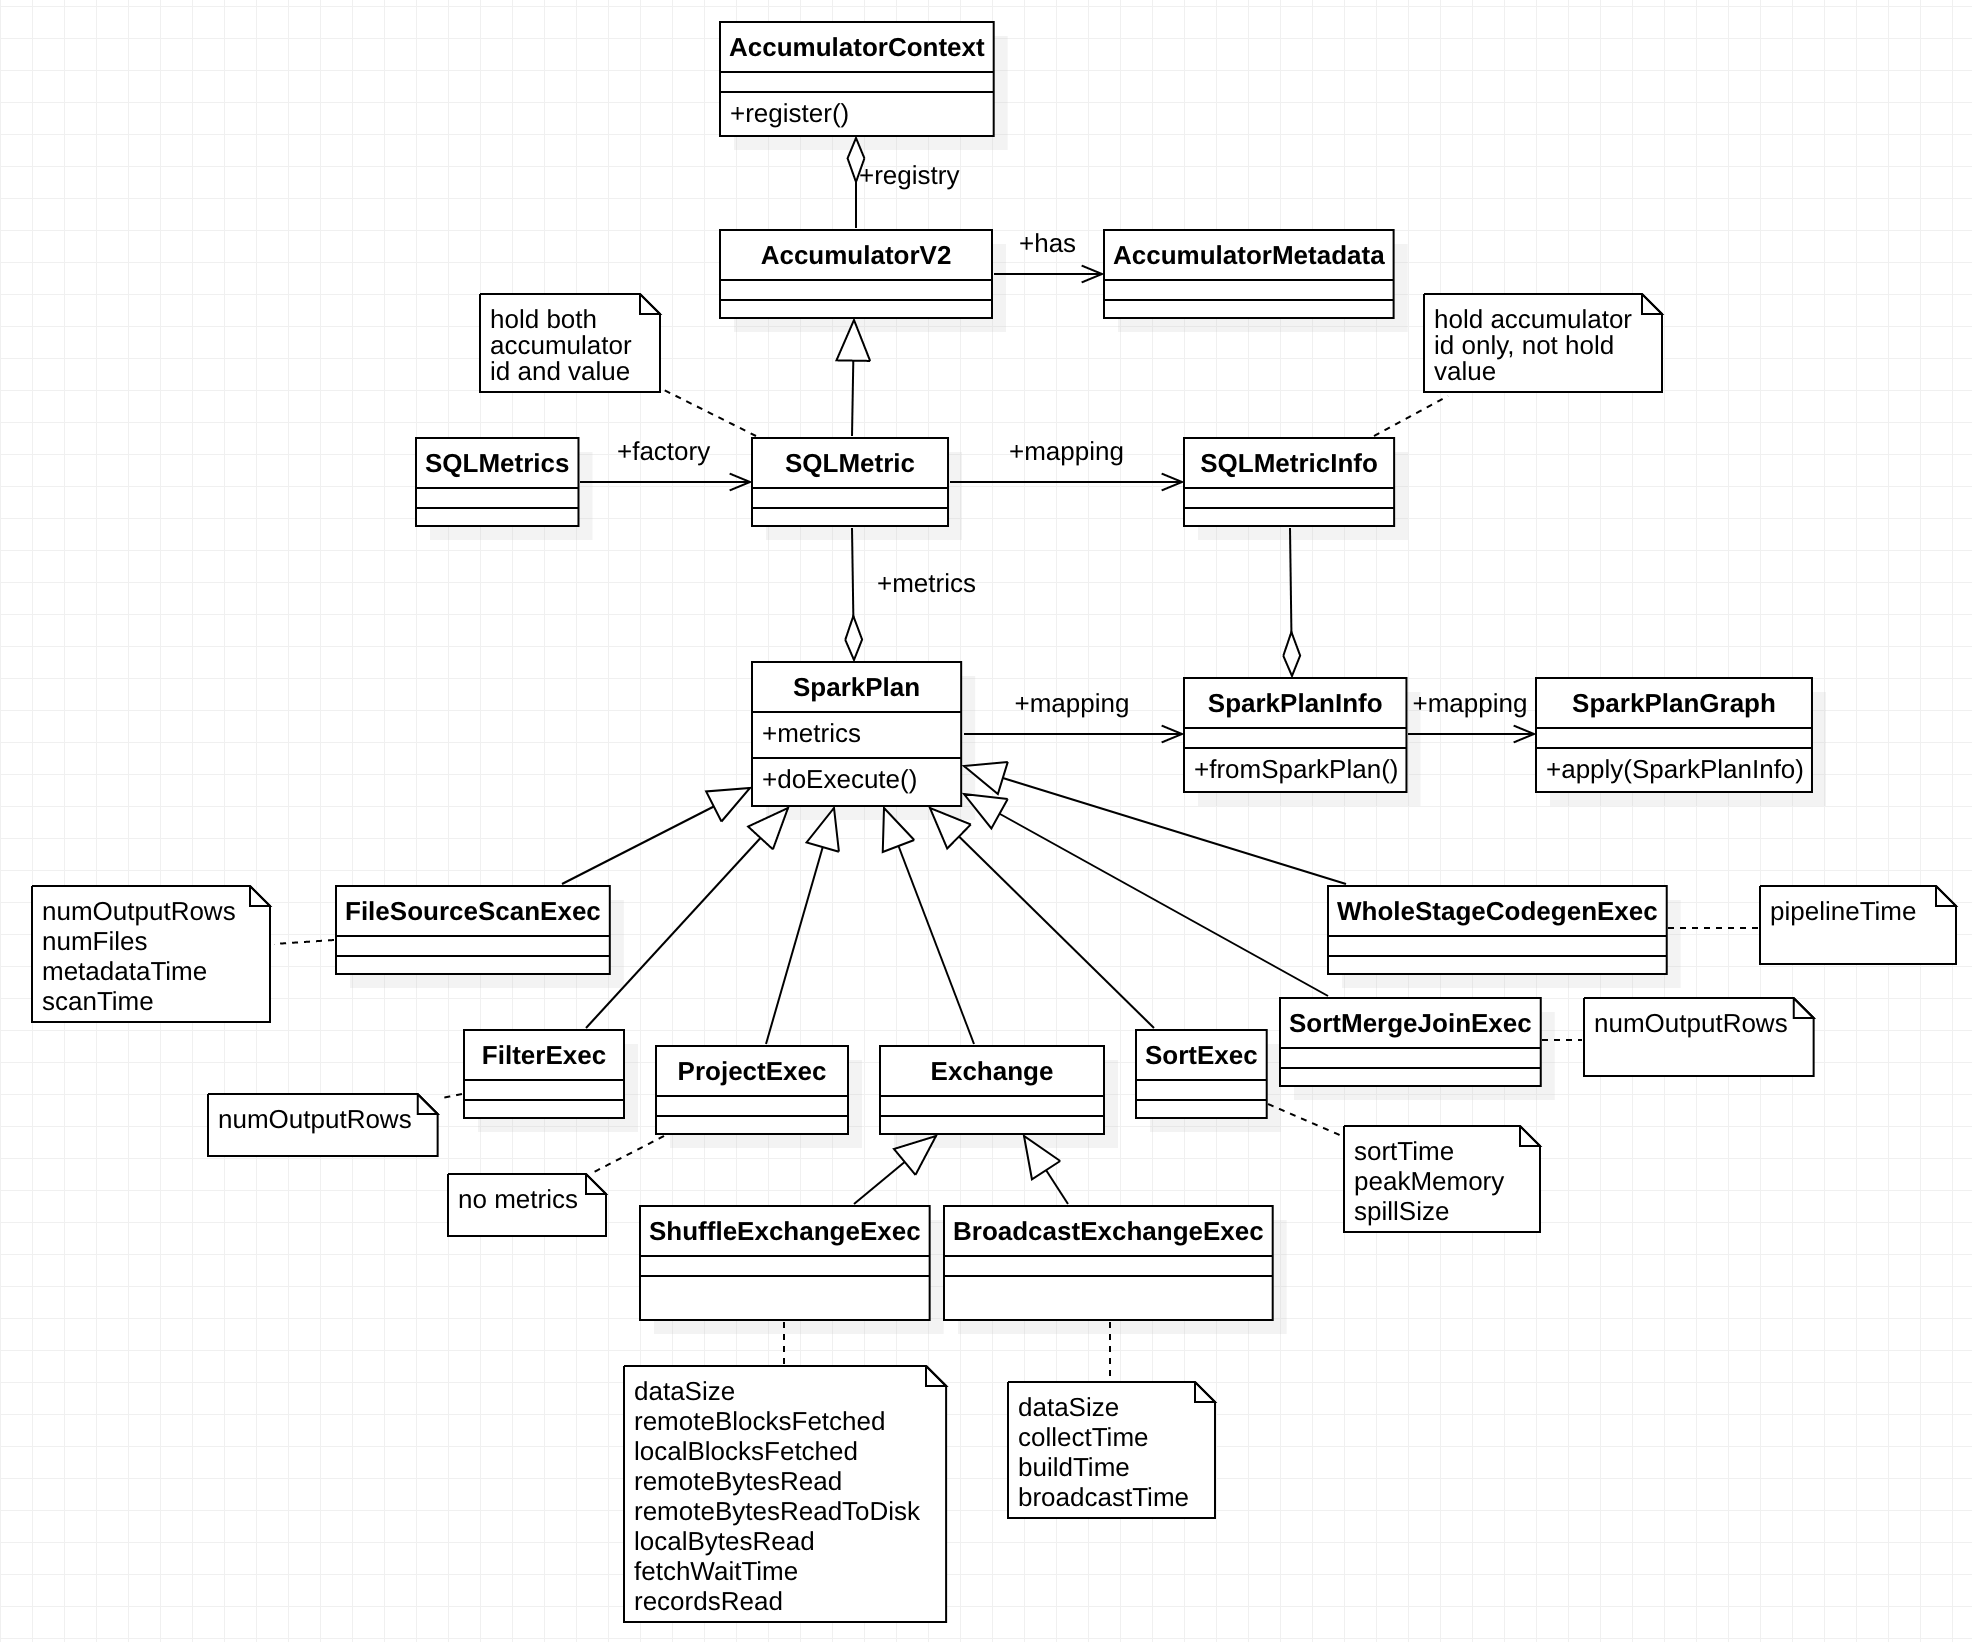 AccumulatorContext
+register()
+registry
AccumulatorV2
+has
AccumulatorMetadata
hold both
accumulator
id and value
hold accumulator
id only, not hold
value
SQLMetrics
+factory
SQLMetric
+mapping
SQLMetricInfo
+metrics
SparkPlan
+metrics
+doExecute()
+mapping
SparkPlanInfo
+fromSparkPlan()
+mapping
SparkPlanGraph
+apply(SparkPlanInfo)
numOutputRows
numFiles
metadataTime
scanTime
FileSourceScanExec
WholeStageCodegenExec
pipelineTime
SortMergeJoinExec
numOutputRows
FilterExec
numOutputRows
ProjectExec
no metrics
Exchange
SortExec
sortTime
peakMemory
spillSize
ShuffleExchangeExec
BroadcastExchangeExec
dataSize
remoteBlocksFetched
localBlocksFetched
remoteBytesRead
remoteBytesReadToDisk
localBytesRead
fetchWaitTime
recordsRead
dataSize
collectTime
buildTime
broadcastTime